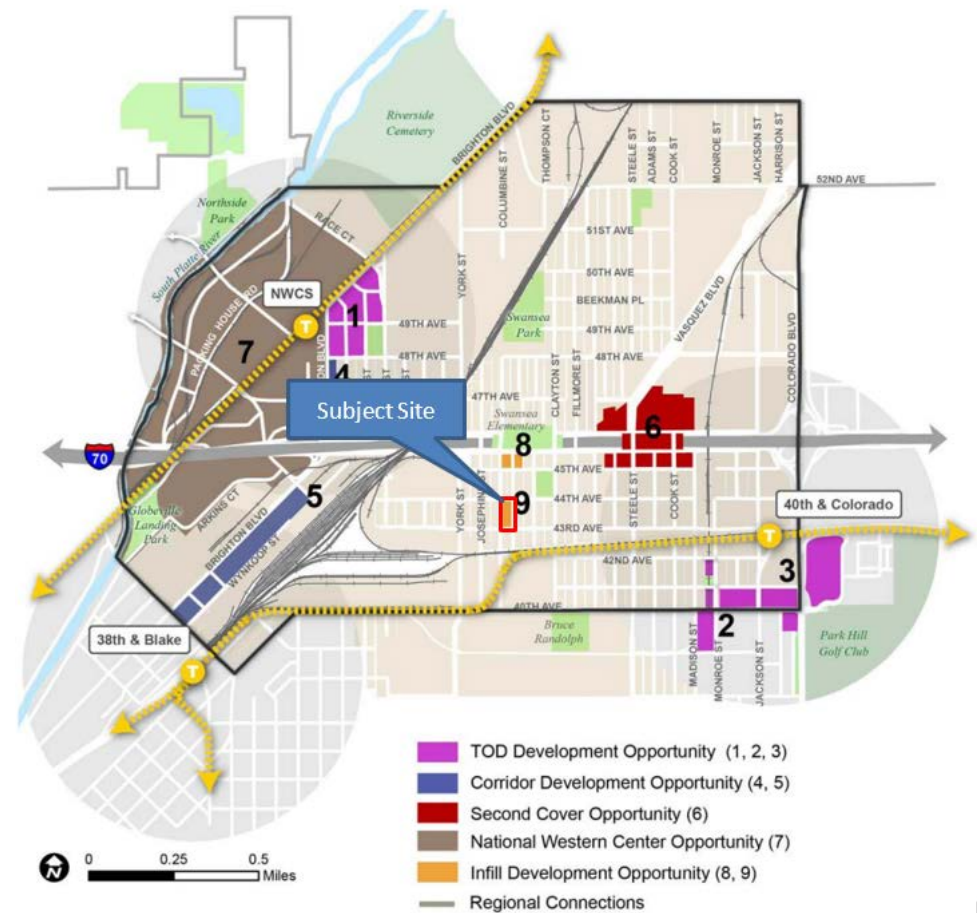 Riverside
Cemetery
BRIGHTON BLVD
COLUMBINE ST
THOMPSON CT
STEELE ST
ADAMS ST
COOK ST
MONROE ST
JACKSON ST
HARRISON ST
52ND AVE
Northside
Park
South Platte River
RACE CT
51ST AVE
YORK ST
50TH AVE
NWCS
PACKING HOUSE RD
BEEKMAN PL
VASQUEZ BLVD
Swansea
Park
1
49TH AVE
49TH AVE
COLORADO BLVD
7
48TH AVE
48TH AVE
4
CLAYTON ST
FILLMORE ST
47TH AVE
Subject Site
Swansea
Elementary
6
8
70
45TH AVE
5
44TH AVE
9
ARKINS CT
YORK ST
JOSEPHINE ST
STEELE ST
COOK ST
40th & Colorado
Globeville
Landing
Park
43RD AVE
BRIGHTON BLVD
WYNKOOP ST
T
42ND AVE
3
40TH AVE
38th & Blake
Bruce
Randolph
2
MADISON ST
MONROE ST
JACKSON ST
Park Hill
Golf Club
T
T
TOD Development Opportunity (1, 2, 3)
Corridor Development Opportunity (4, 5)
Second Cover Opportunity (6)
National Western Center Opportunity (7)
Infill Development Opportunity (8, 9)
Regional Connections
N
0 0.25 0.5
Miles